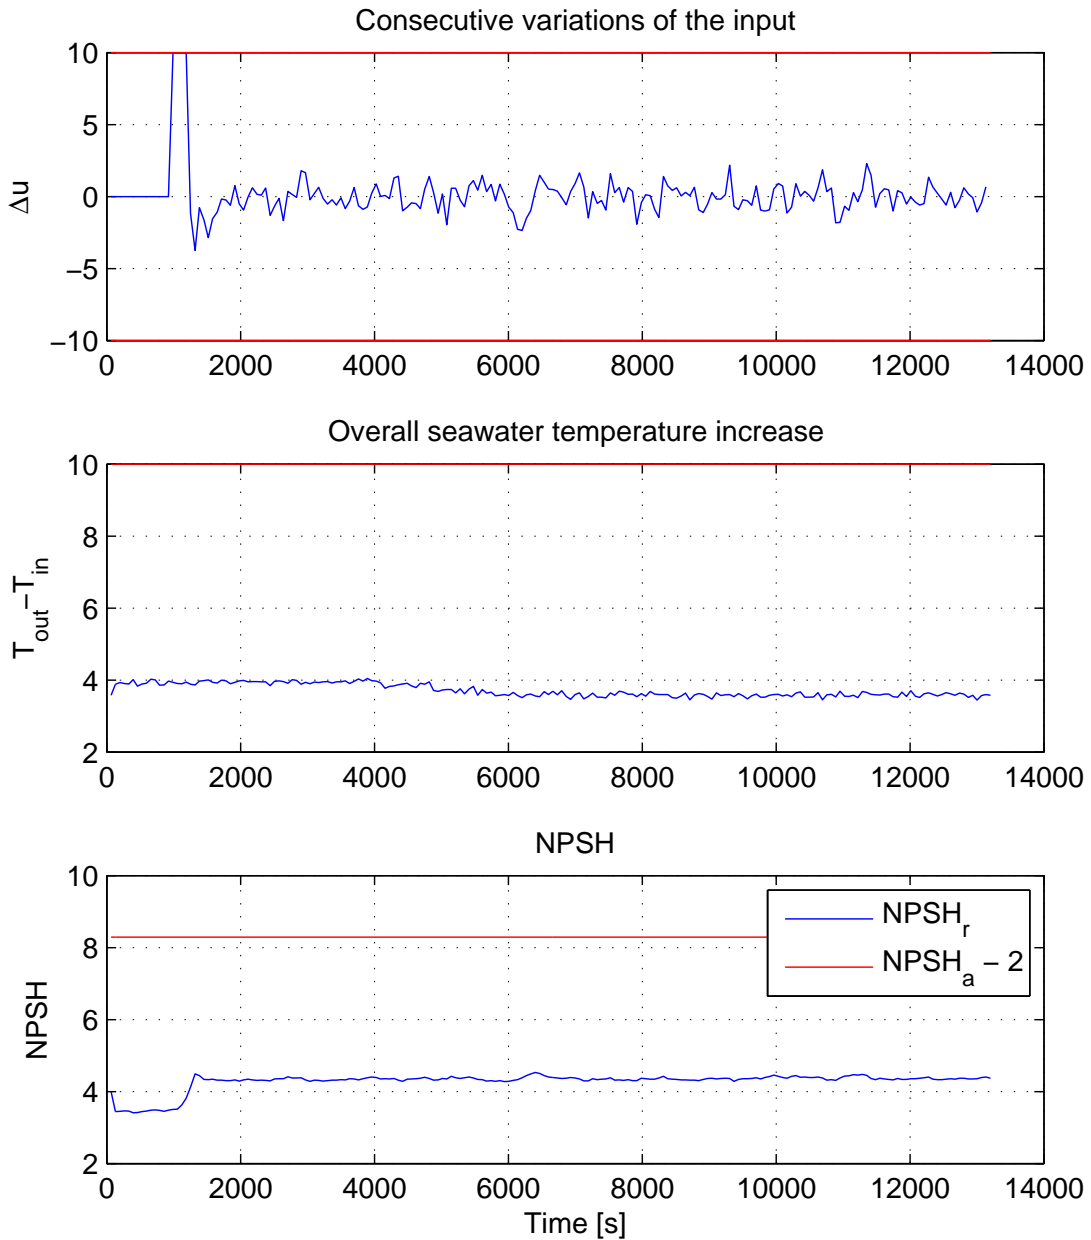 Consecutive variations of the input
10
5
0
−5
−10
Δu
0 2000 4000 6000 8000 10000 12000 14000
Overall seawater temperature increase
10
8
6
4
2
T_out−T_in
0 2000 4000 6000 8000 10000 12000 14000
NPSH
10
8
6
4
2
NPSH
NPSH_r
NPSH_a − 2
0 2000 4000 6000 8000 10000 12000 14000
Time [s]